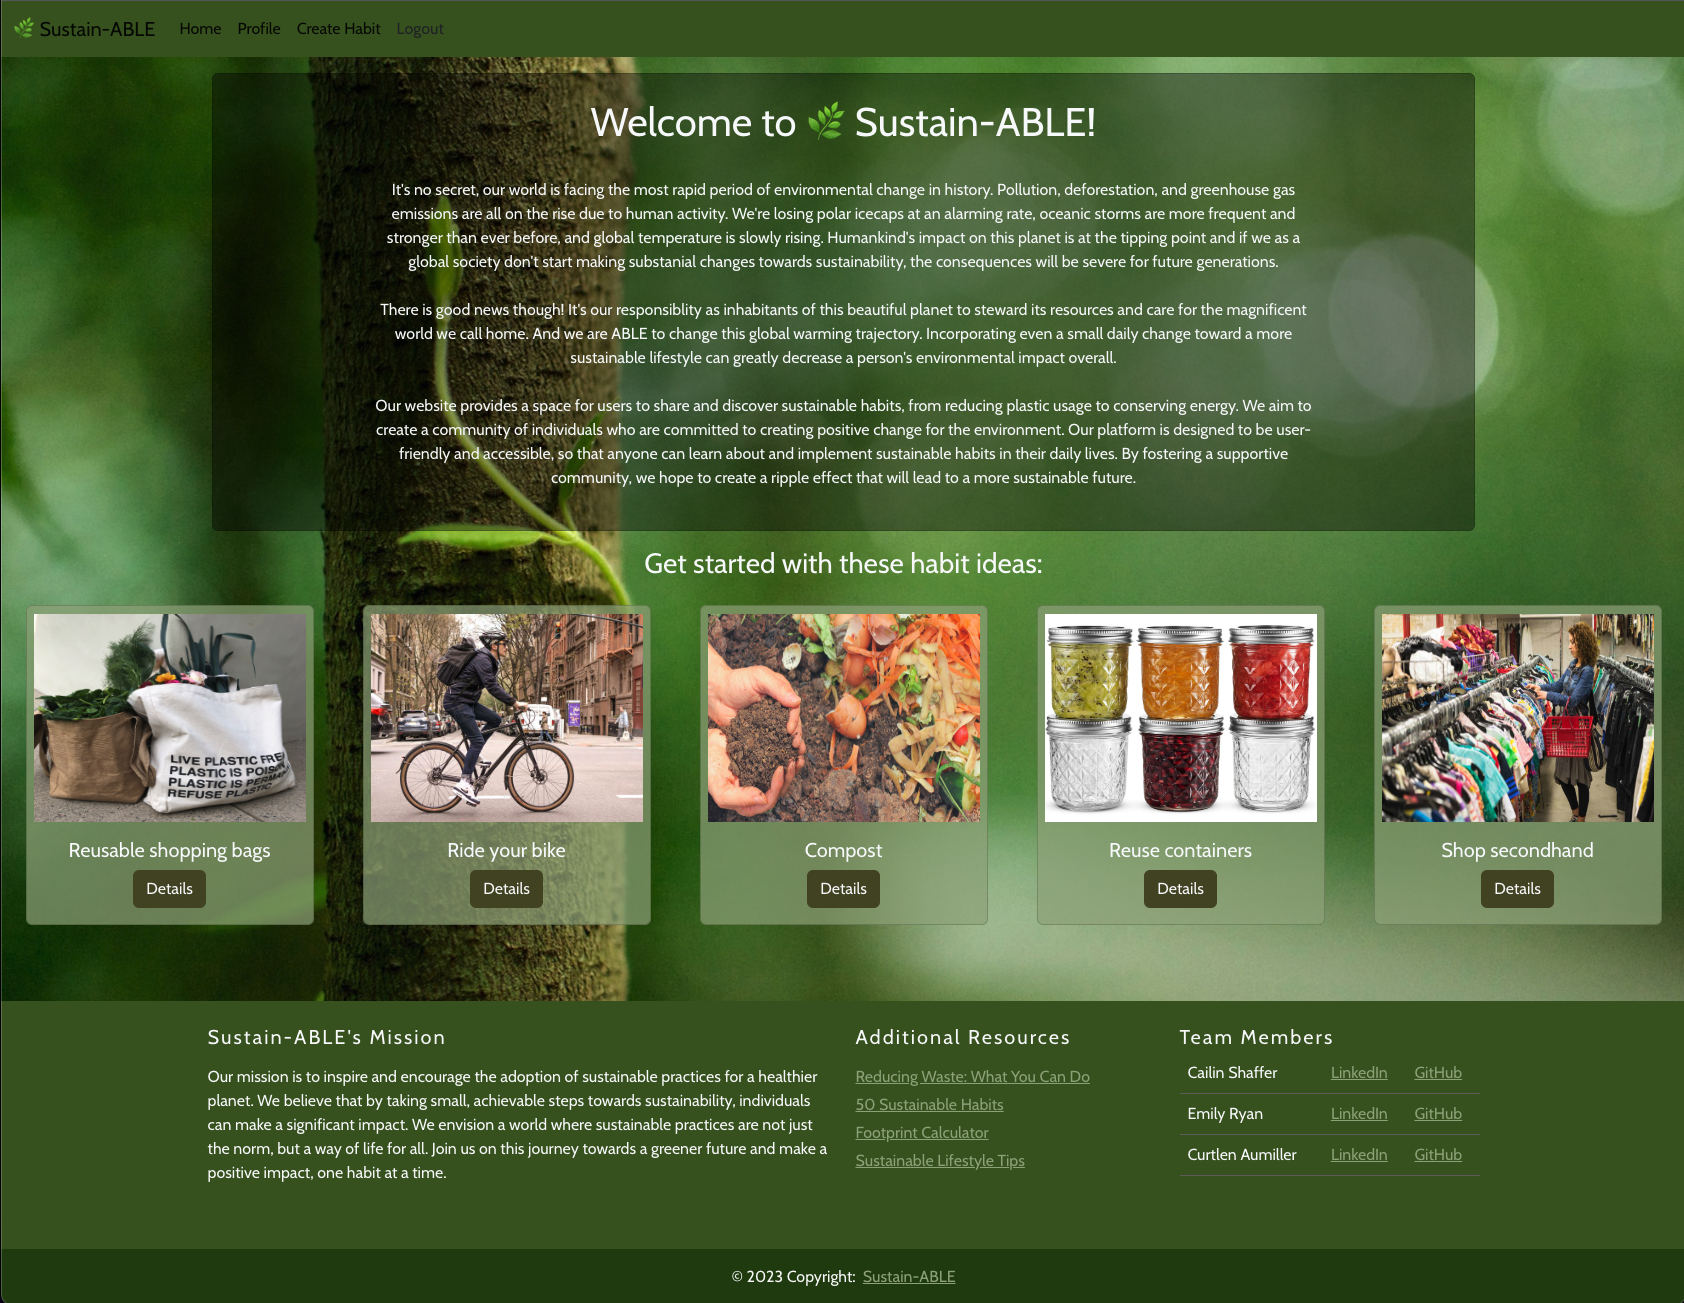 Sustain-ABLE Home Profile Create Habit Logout
Welcome to Sustain-ABLE!
It's no secret, our world is facing the most rapid period of environmental change in history. Pollution, deforestation, and greenhouse gas
emissions are all on the rise due to human activity. We're losing polar icecaps at an alarming rate, oceanic storms are more frequent and
stronger than ever before, and global temperature is slowly rising. Humankind's impact on this planet is at the tipping point and if we as a
global society don't start making substanial changes towards sustainability, the consequences will be severe for future generations.
There is good news though! It's our responsiblity as inhabitants of this beautiful planet to steward its resources and care for the magnificent
world we call home. And we are ABLE to change this global warming trajectory. Incorporating even a small daily change toward a more
sustainable lifestyle can greatly decrease a person's environmental impact overall.
Our website provides a space for users to share and discover sustainable habits, from reducing plastic usage to conserving energy. We aim to
create a community of individuals who are committed to creating positive change for the environment. Our platform is designed to be user-
friendly and accessible, so that anyone can learn about and implement sustainable habits in their daily lives. By fostering a supportive
community, we hope to create a ripple effect that will lead to a more sustainable future.
Get started with these habit ideas:
LIVE PLASTIC FREE
PLASTIC IS POISON
PLASTIC IS
REFUSE PLASTIC
Reusable shopping bags
Details
Ride your bike
Details
Compost
Details
Reuse containers
Details
Shop secondhand
Details
Sustain-ABLE's Mission
Our mission is to inspire and encourage the adoption of sustainable practices for a healthier
planet. We believe that by taking small, achievable steps towards sustainability, individuals
can make a significant impact. We envision a world where sustainable practices are not just
the norm, but a way of life for all. Join us on this journey towards a greener future and make a
positive impact, one habit at a time.
Additional Resources
Reducing Waste: What You Can Do
50 Sustainable Habits
Footprint Calculator
Sustainable Lifestyle Tips
Team Members
Cailin Shaffer LinkedIn GitHub
Emily Ryan LinkedIn GitHub
Curtlen Aumiller LinkedIn GitHub
© 2023 Copyright: Sustain-ABLE